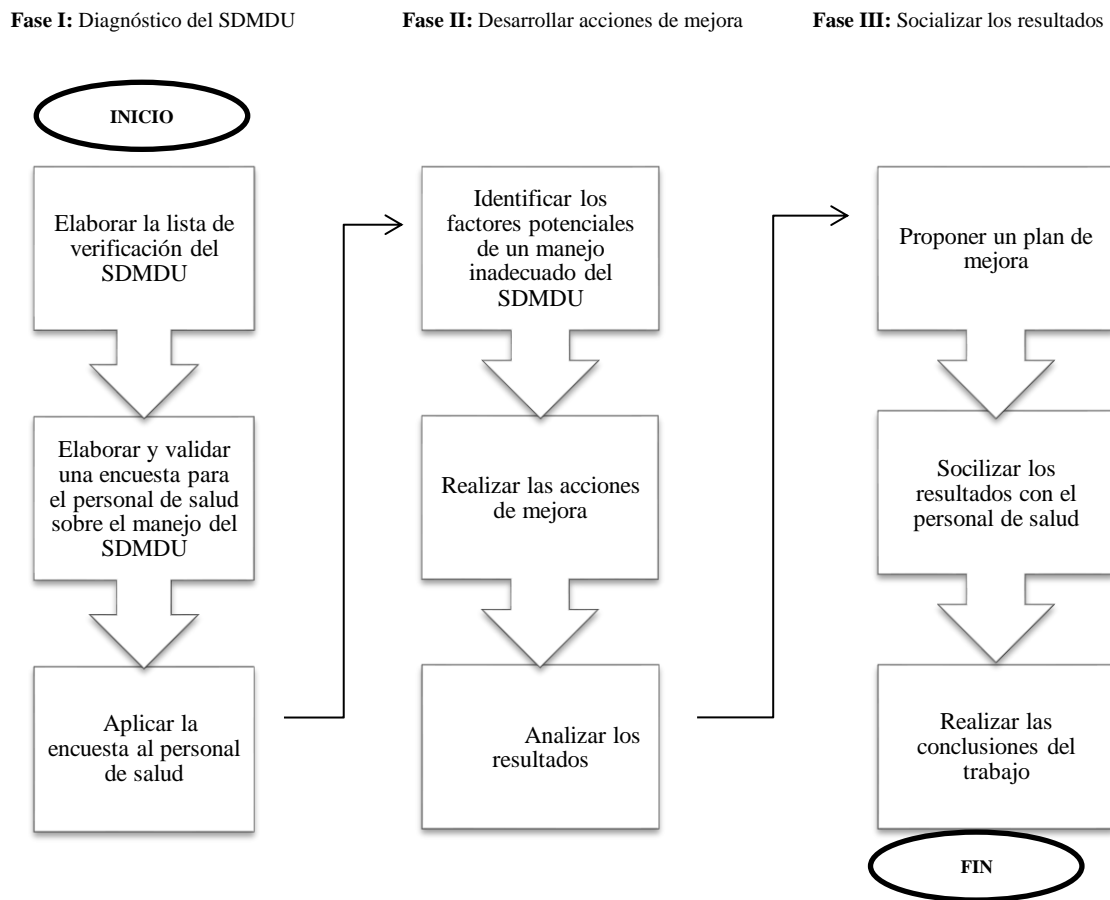 Fase I: Diagnóstico del SDMDU
Fase II: Desarrollar acciones de mejora
Fase III: Socializar los resultados
INICIO
Elaborar la lista de
verificación del
SDMDU
Elaborar y validar
una encuesta para
el personal de salud
sobre el manejo del
SDMDU
Aplicar la
encuesta al personal
de salud
Identificar los
factores potenciales
de un manejo
inadecuado del
SDMDU
Realizar las acciones
de mejora
Analizar los
resultados
Proponer un plan de
mejora
Socilizar los
resultados con el
personal de salud
Realizar las
conclusiones del
trabajo
FIN